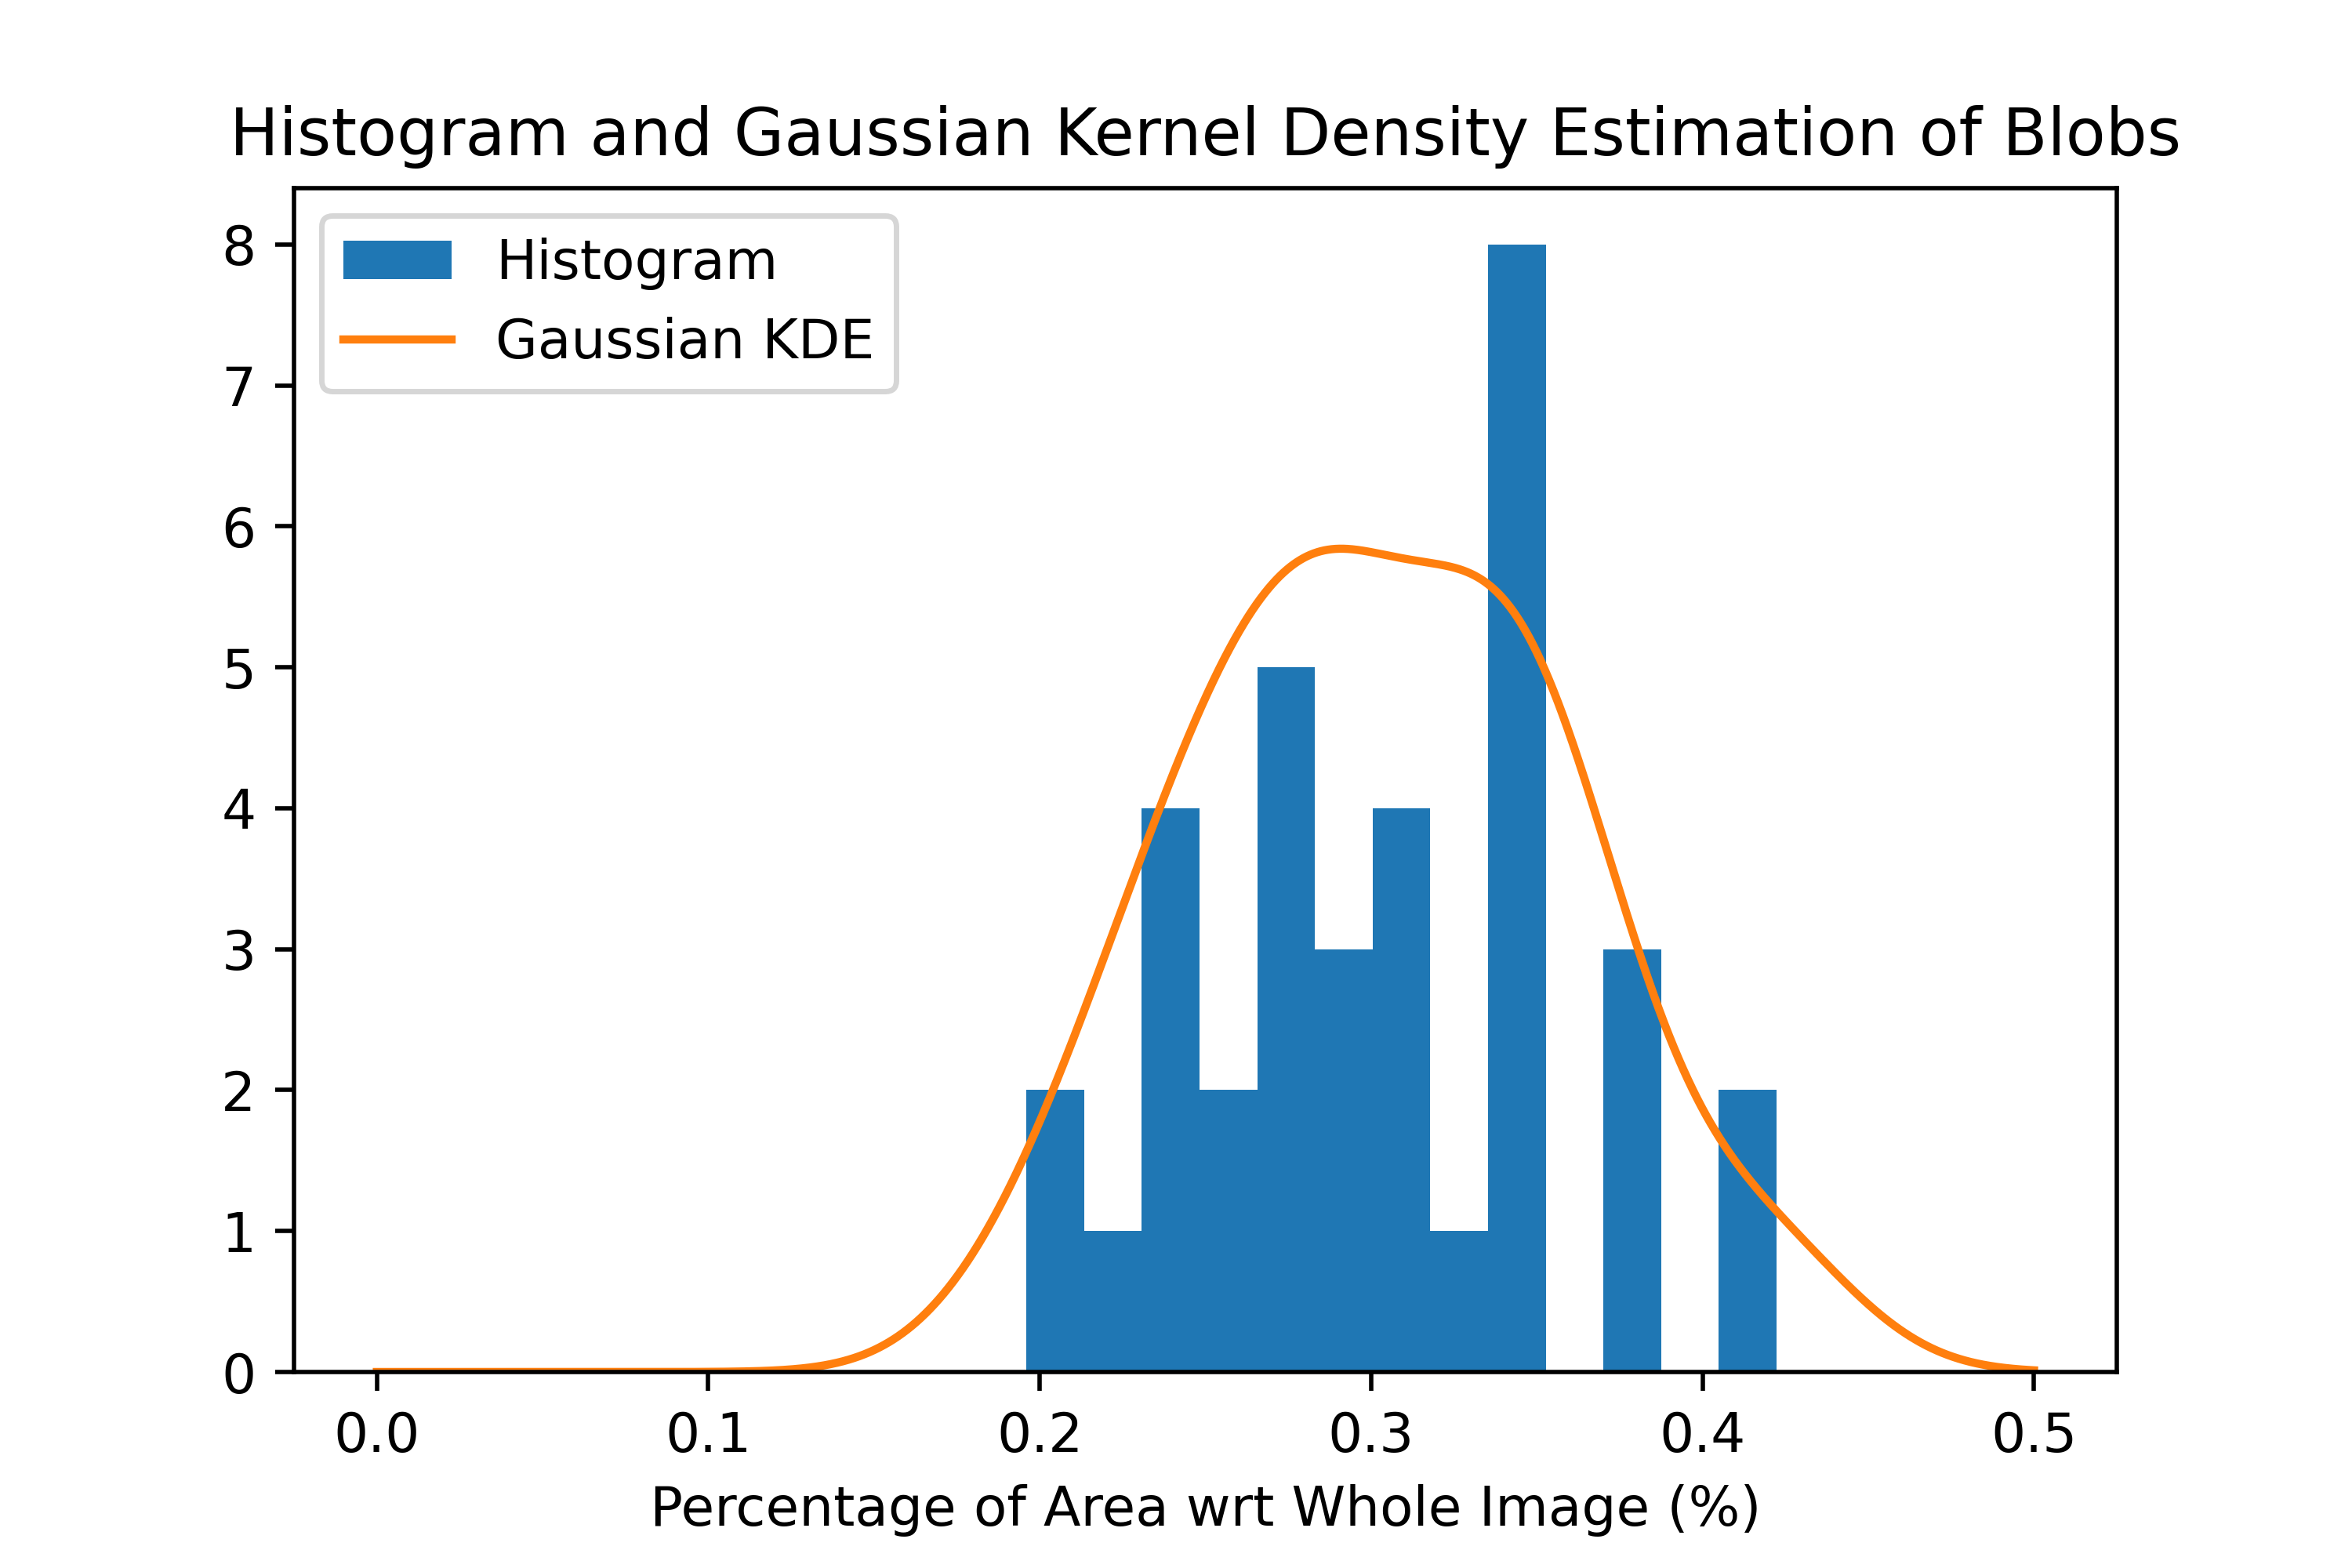 Histogram and Gaussian Kernel Density Estimation of Blobs
Histogram
Gaussian KDE
8
7
6
5
4
3
2
1
0
0.0 0.1 0.2 0.3 0.4 0.5
Percentage of Area wrt Whole Image (%)